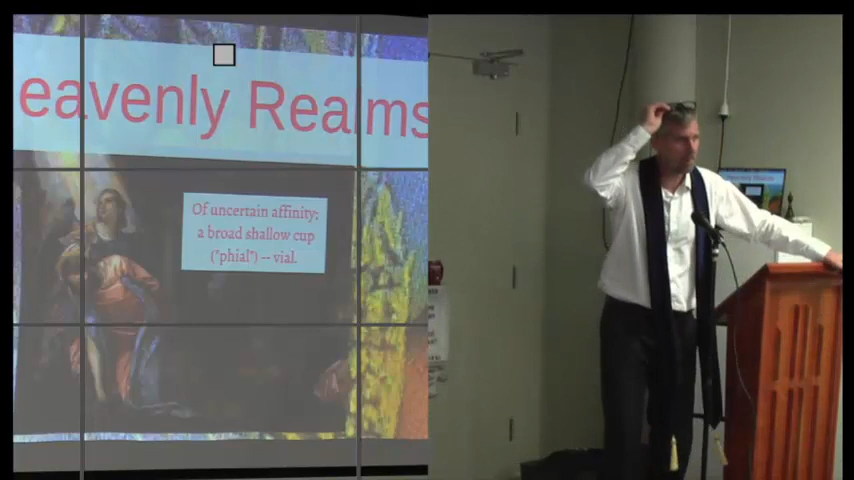 eavenly Realms
Of uncertain affinity;
a broad shallow cup
("phial") -- vial.